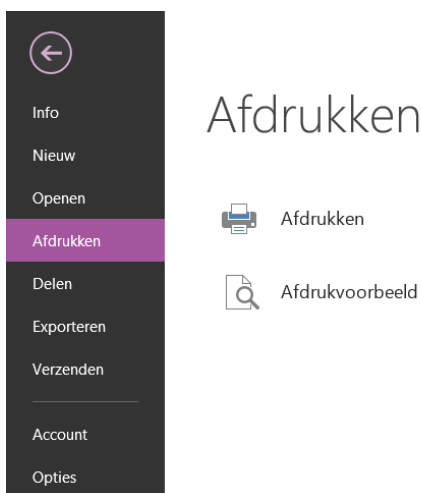 Info
Nieuw
Openen
Afdrukken
Delen
Exporteren
Verzenden
Account
Opties
Afdrukken
Afdrukken
Afdrukvoorbeeld